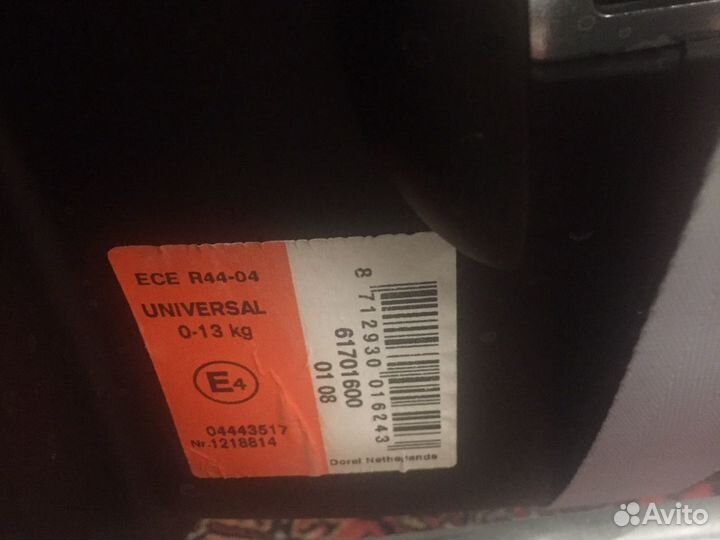 ECE R44-04
UNIVERSAL
0-13 kg
E4
04443517
Nr.1218814
8 712930 016243
61701600
01 08
Dorel Netherlands
Avito